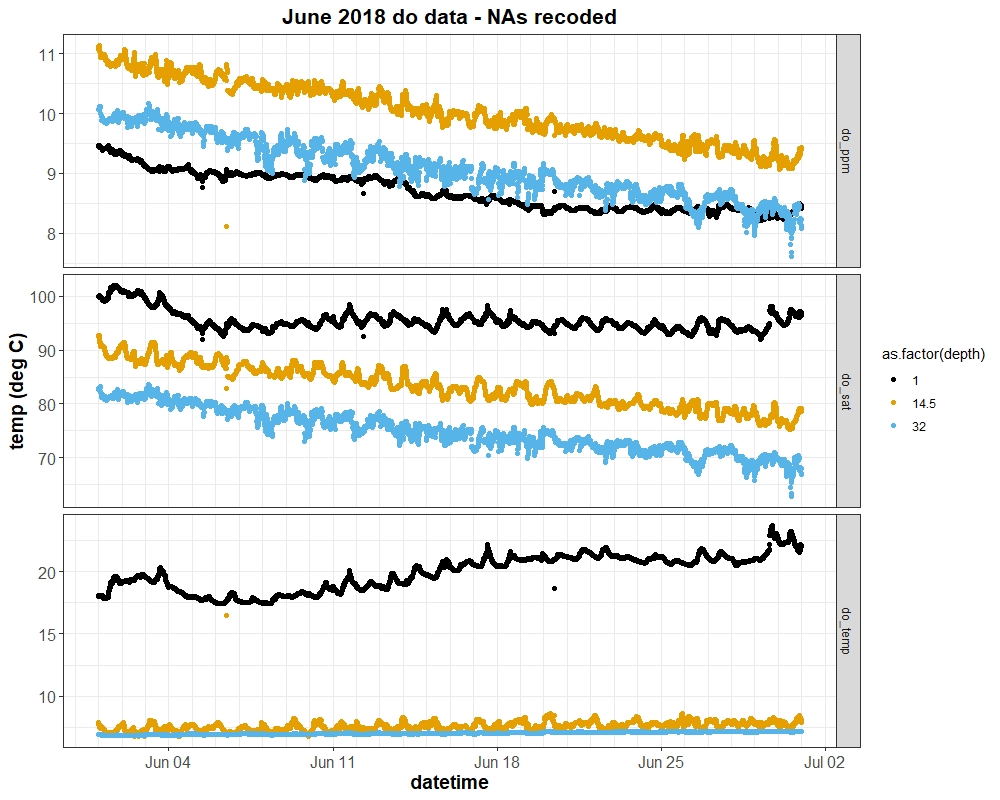 June 2018 do data - NAs recoded
11
10
9
8
do_ppm
100
90
80
70
do_sat
20
15
10
do_temp
temp (deg C)
Jun 04
Jun 11
Jun 18
Jun 25
Jul 02
datetime
as.factor(depth)
1
14.5
32